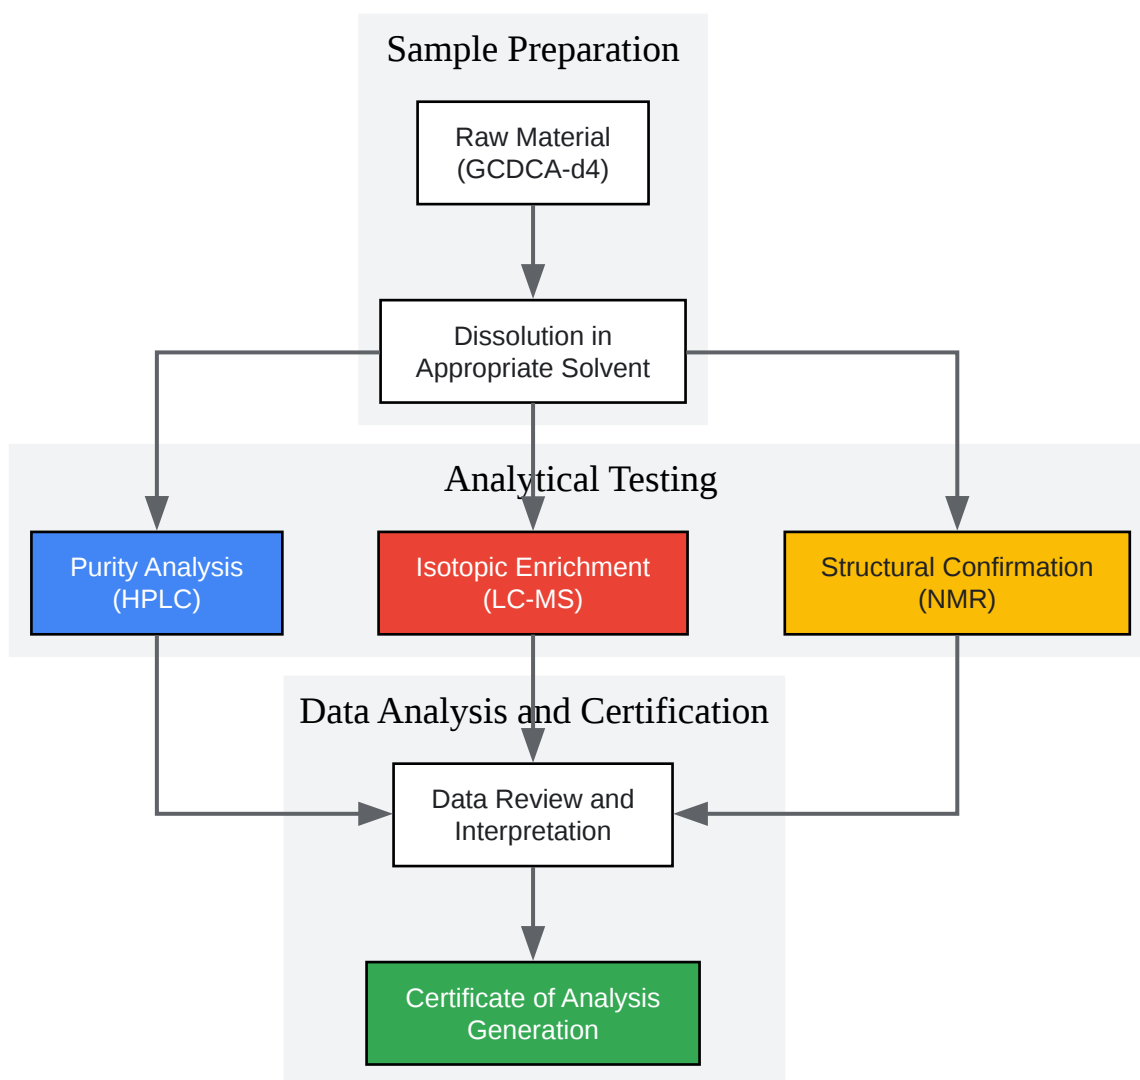 Sample Preparation
Raw Material
(GCDCA-d4)
Dissolution in
Appropriate Solvent
Analytical Testing
Purity Analysis
(HPLC)
Isotopic Enrichment
(LC-MS)
Structural Confirmation
(NMR)
Data Analysis and Certification
Data Review and
Interpretation
Certificate of Analysis
Generation